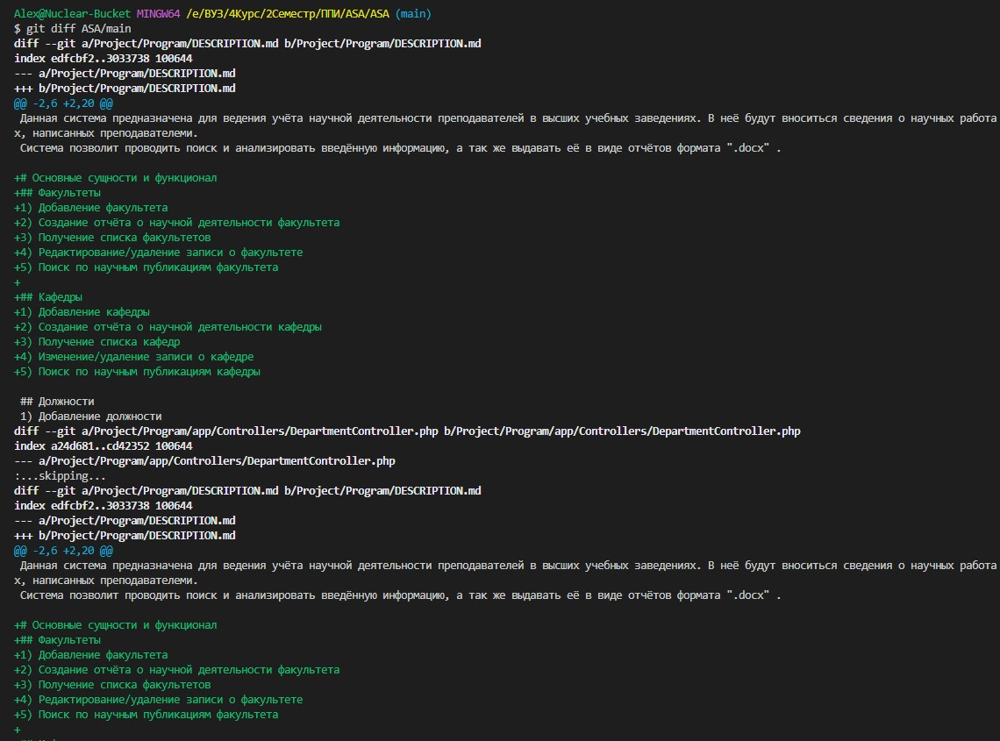 Alex@Nuclear-Bucket MINGW64 /e/ВУЗ/4Курс/2Семестр/ППИ/ASA/ASA (main)
$ git diff ASA/main
diff --git a/Project/Program/DESCRIPTION.md b/Project/Program/DESCRIPTION.md
index edfcbf2..3033738 100644
--- a/Project/Program/DESCRIPTION.md
+++ b/Project/Program/DESCRIPTION.md
@@ -2,6 +2,20 @@
 Данная система предназначена для ведения учёта научной деятельности преподавателей в высших учебных заведениях. В неё будут вноситься сведения о научных работа
х, написанных преподавателеми.
 Система позволит проводить поиск и анализировать введённую информацию, а так же выдавать её в виде отчётов формата ".docx" .
+# Основные сущности и функционал
+## Факультеты
+1) Добавление факультета
+2) Создание отчёта о научной деятельности факультета
+3) Получение списка факультетов
+4) Редактирование/удаление записи о факультете
+5) Поиск по научным публикациям факультета
+
+## Кафедры
+1) Добавление кафедры
+2) Создание отчёта о научной деятельности кафедры
+3) Получение списка кафедр
+4) Изменение/удаление записи о кафедре
+5) Поиск по научным публикациям кафедры
 ## Должности
 1) Добавление должности
diff --git a/Project/Program/app/Controllers/DepartmentController.php b/Project/Program/app/Controllers/DepartmentController.php
index a24d681..cd42352 100644
--- a/Project/Program/app/Controllers/DepartmentController.php
:...skipping...
diff --git a/Project/Program/DESCRIPTION.md b/Project/Program/DESCRIPTION.md
index edfcbf2..3033738 100644
--- a/Project/Program/DESCRIPTION.md
+++ b/Project/Program/DESCRIPTION.md
@@ -2,6 +2,20 @@
 Данная система предназначена для ведения учёта научной деятельности преподавателей в высших учебных заведениях. В неё будут вноситься сведения о научных работа
х, написанных преподавателеми.
 Система позволит проводить поиск и анализировать введённую информацию, а так же выдавать её в виде отчётов формата ".docx" .
+# Основные сущности и функционал
+## Факультеты
+1) Добавление факультета
+2) Создание отчёта о научной деятельности факультета
+3) Получение списка факультетов
+4) Редактирование/удаление записи о факультете
+5) Поиск по научным публикациям факультета
+